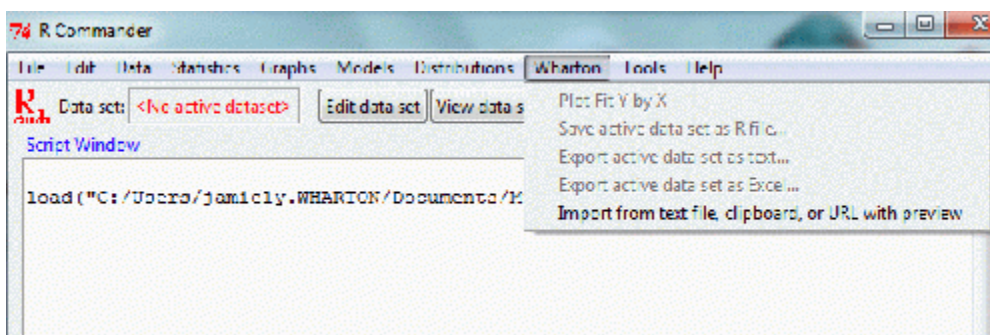 R Commander
File Edit Data Statistics Graphs Models Distributions Wharton Tools Help
R Data set: <No active dataset> Edit data set View data s
Plot Fit Y by X
Save active data set as R file...
Export active data set as text...
Export active data set as Excel...
Import from text file, clipboard, or URL with preview
Script Window
load("C:/Users/jamiely.WHARTON/Documents/M